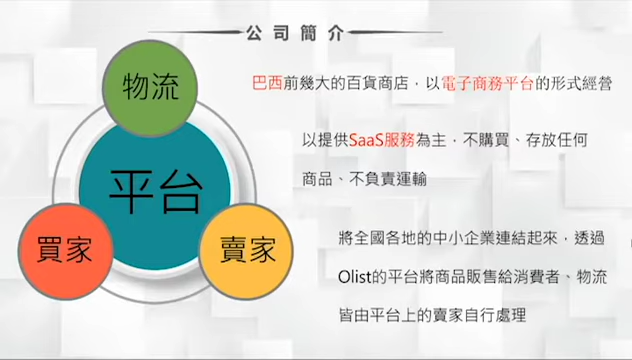 公司簡介
物流
平台
買家
賣家
巴西前幾大的百貨商店，以電子商務平台的形式經營
以提供SaaS服務為主，不購買、存放任何
商品、不負責運輸
將全國各地的中小企業連結起來，透過
Olist的平台將商品販售給消費者、物流
皆由平台上的賣家自行處理